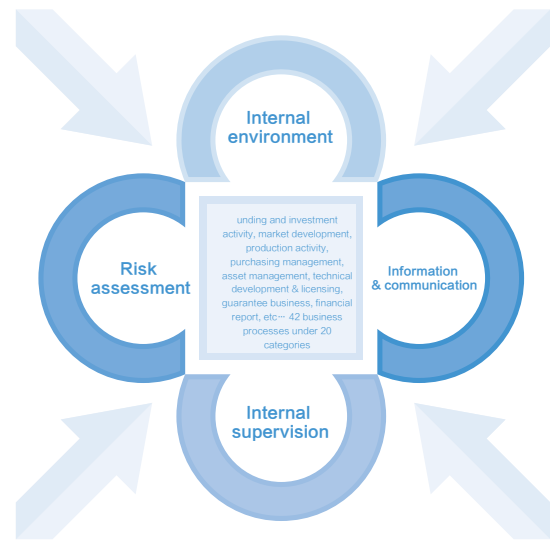 Internal
environment
Risk
assessment
unding and investment
activity, market development,
production activity,
purchasing management,
asset management, technical
development & licensing,
guarantee business, financial
report, etc··· 42 business
processes under 20
categories
Information
& communication
Internal
supervision